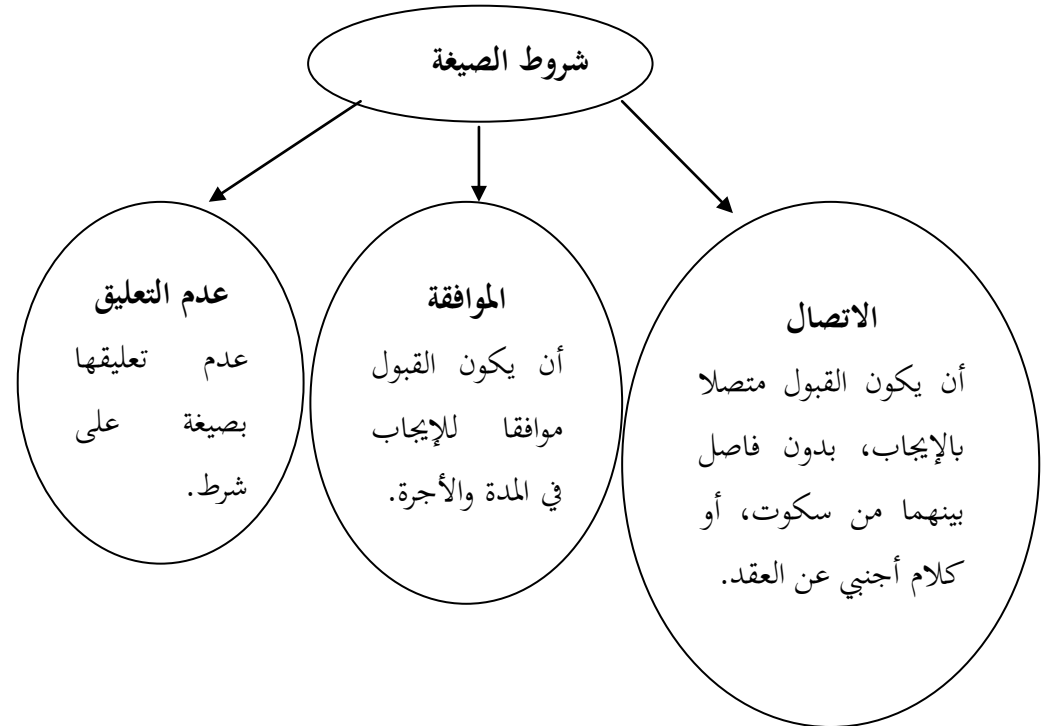 شروط الصيغة
الاتصال
أن يكون القبول متصلا
بالإيجاب، بدون فاصل
بينهما من سكوت، أو
كلام أجنبي عن العقد.
الموافقة
أن يكون القبول
موافقا للإيجاب
في المدة والأجرة.
عدم التعليق
عدم تعليقها
بصيغة على
شرط.